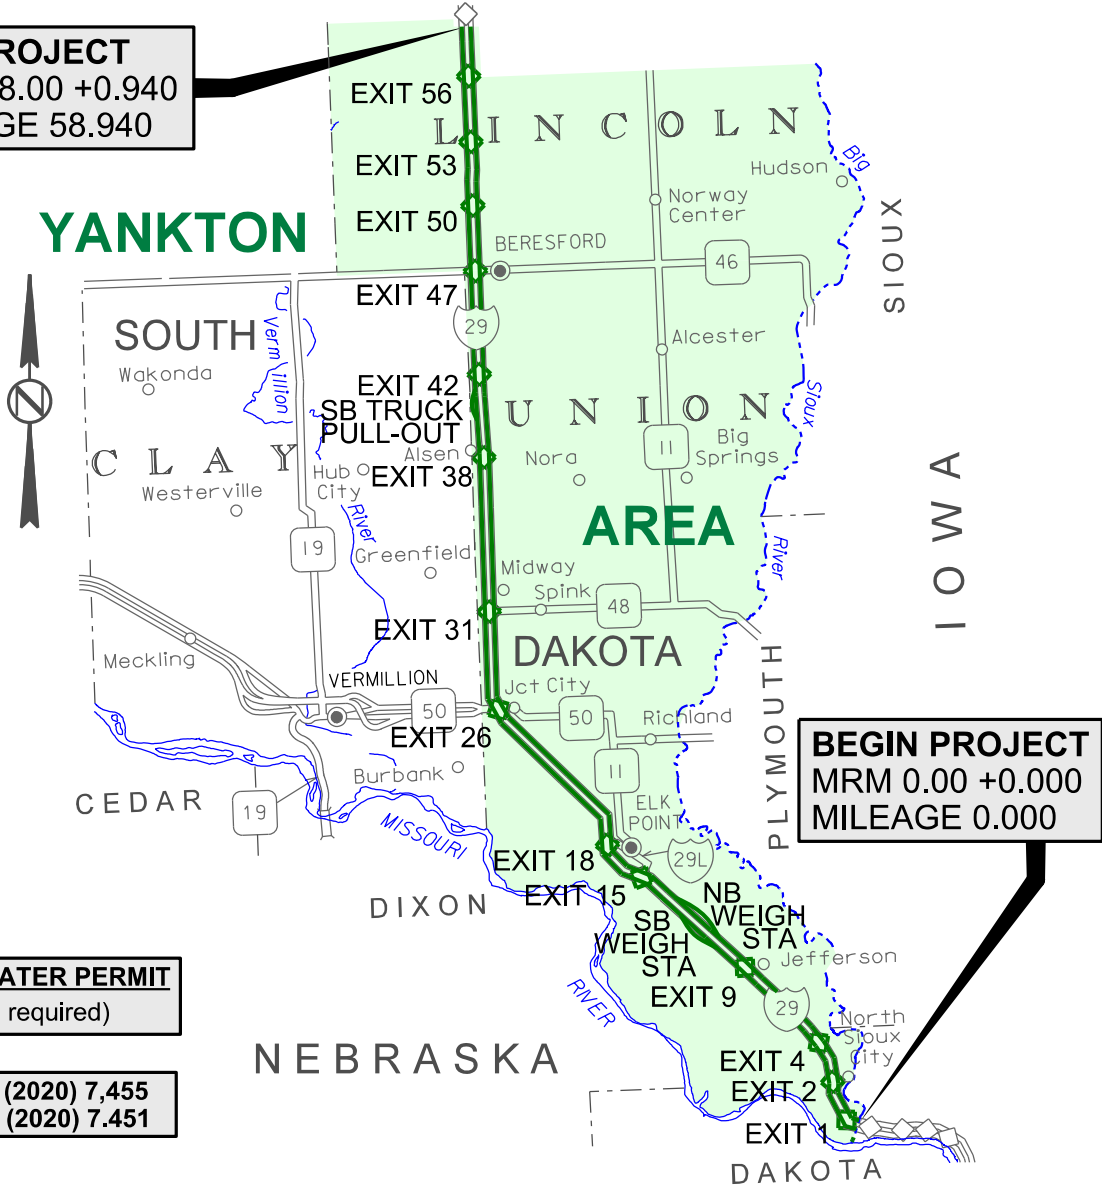 ROJECT
8.00 +0.940
GE 58.940
EXIT 56
LINCOLN
EXIT 53
Hudson
Big
Norway
Center
EXIT 50
SIOUX
YANKTON
BERESFORD
46
EXIT 47
SOUTH
Vermillion
29
Alcester
Wakonda
EXIT 42
Sioux
SB TRUCK
PULL-OUT
UNION
Alsen
11
Big
Springs
CLAY
Hub
City
EXIT 38
Nora
Westerville
IOWA
River
AREA
19
Greenfield
River
Midway
Spink
48
EXIT 31
DAKOTA
Meckling
VERMILLION
Jct City
PLYMOUTH
50
50
Richland
EXIT 26
BEGIN PROJECT
MRM 0.00 +0.000
MILEAGE 0.000
Burbank
11
CEDAR
19
MISSOURI
ELK
POINT
EXIT 18
29L
EXIT 15
DIXON
NB
WEIGH
STA
SB
WEIGH
STA
Jefferson
ATER PERMIT
required)
RIVER
EXIT 9
29
North
Sioux
City
NEBRASKA
EXIT 4
(2020) 7,455
(2020) 7.451
EXIT 2
EXIT 1
DAKOTA
N